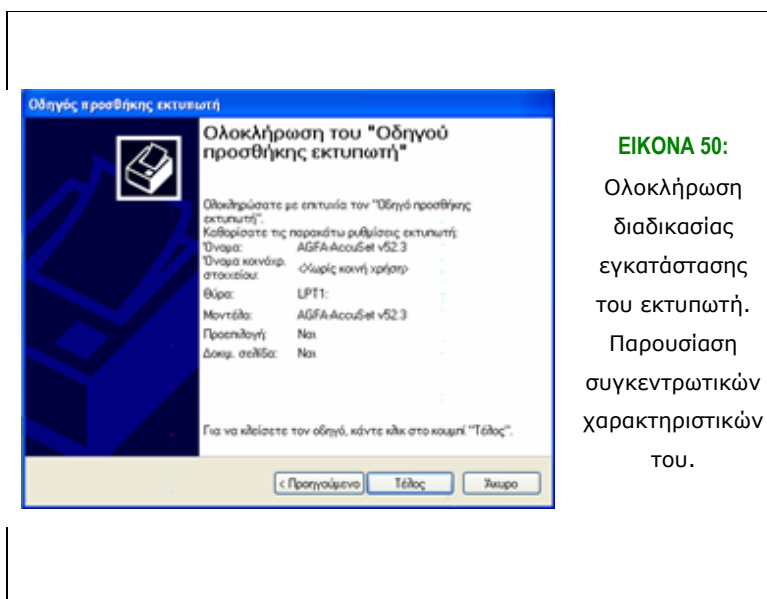 Οδηγός προσθήκης εκτυπωτή
Ολοκλήρωση του "Οδηγού
προσθήκης εκτυπωτή"
Ολοκληρώσατε με επιτυχία τον "Οδηγό προσθήκης
εκτυπωτή".
Καθορίσατε τις παρακάτω ρυθμίσεις εκτυπωτή:
Όνομα: AGFA-AccuSet v52.3
Όνομα κοινόχρ.
στοιχείου: <Χωρίς κοινή χρήση>
Θύρα: LPT1:
Μοντέλο: AGFA-AccuSet v52.3
Προεπιλογή: Ναι
Δοκιμ. σελίδα: Ναι
Για να κλείσετε τον οδηγό, κάντε κλικ στο κουμπί "Τέλος".
< Προηγούμενο Τέλος Άκυρο
ΕΙΚΟΝΑ 50:
Ολοκλήρωση
διαδικασίας
εγκατάστασης
του εκτυπωτή.
Παρουσίαση
συγκεντρωτικών
χαρακτηριστικών
του.